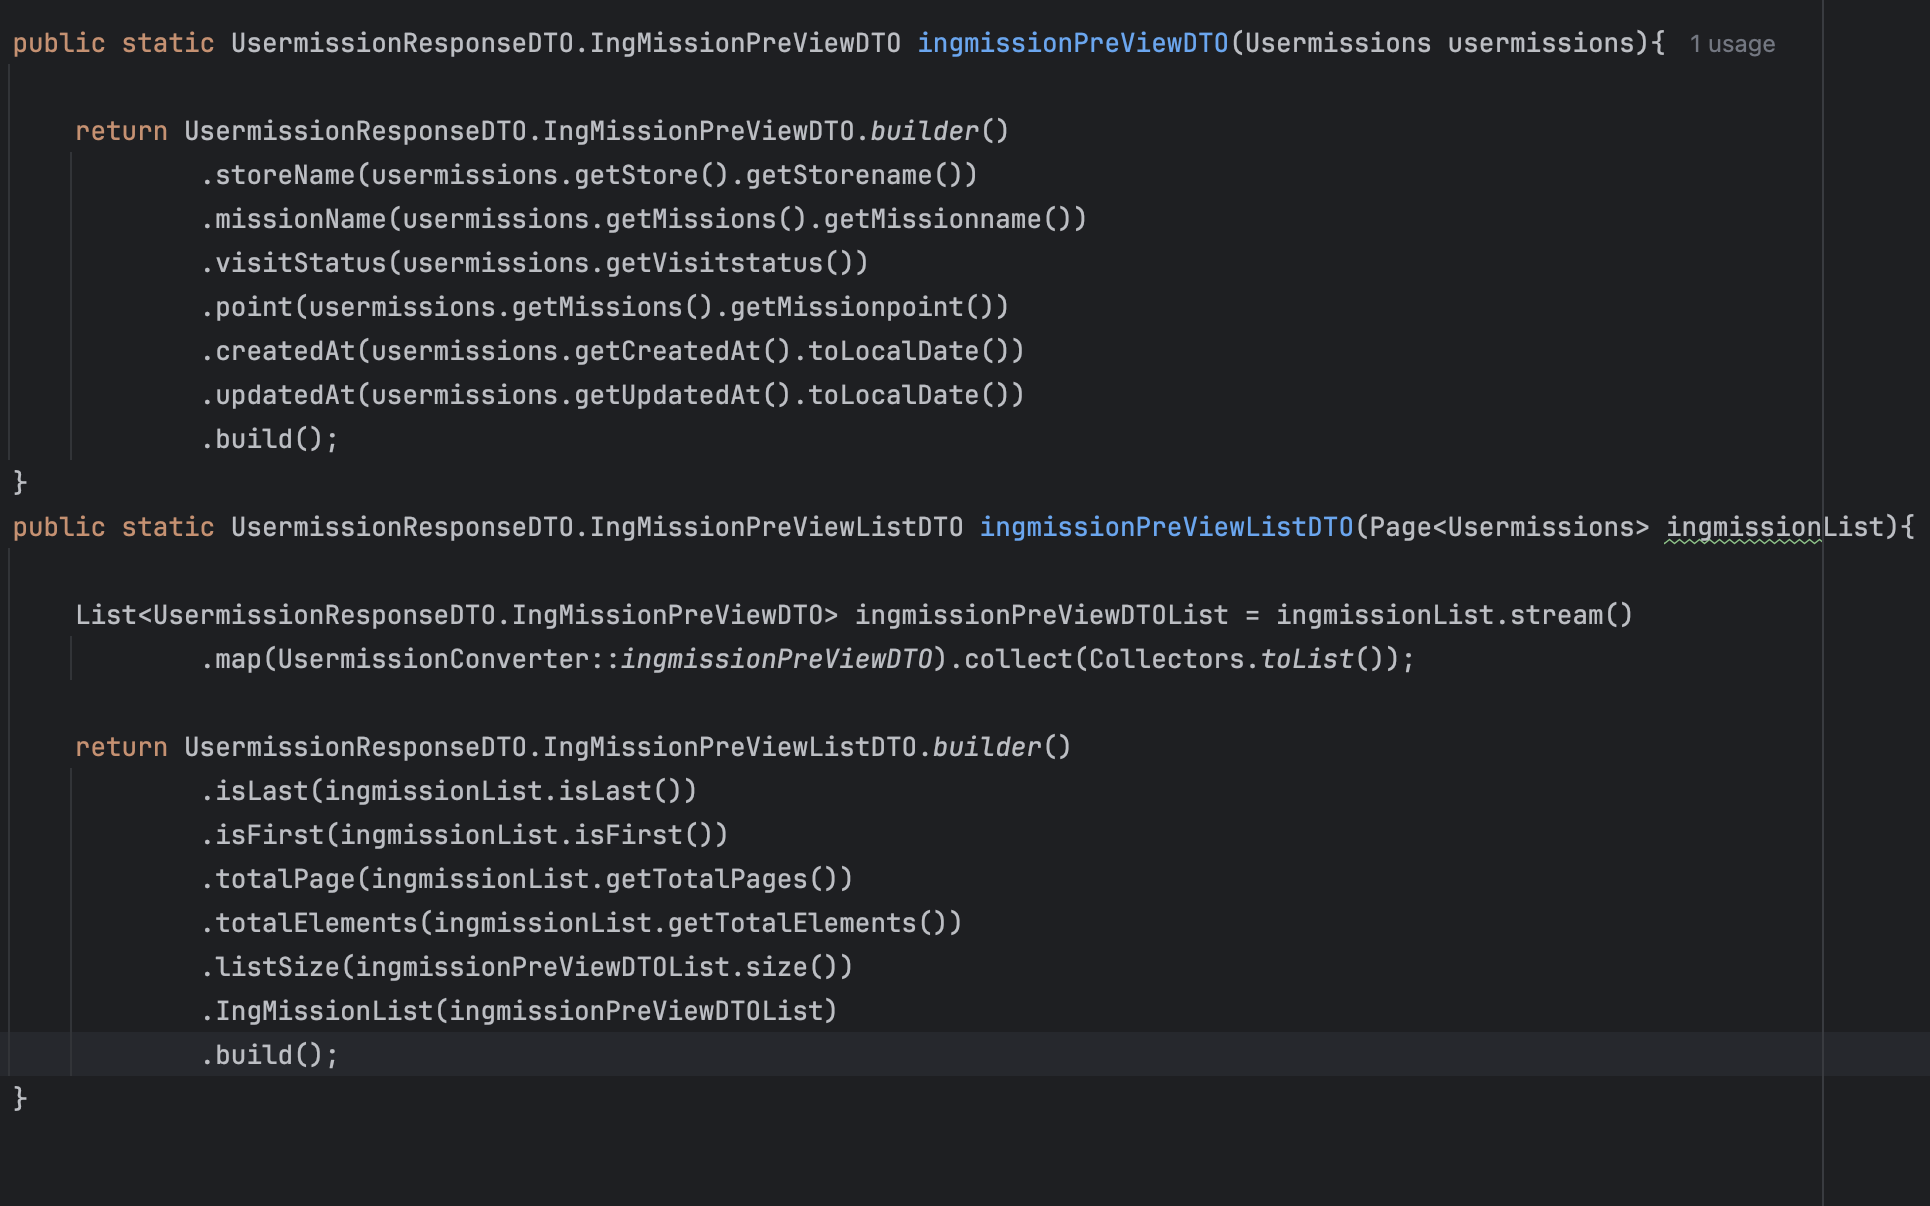 public static UsermissionResponseDTO.IngMissionPreViewDTO ingmissionPreViewDTO(Usermissions usermissions){ 1 usage
return UsermissionResponseDTO.IngMissionPreViewDTO.builder()
.storeName(usermissions.getStore().getStorename())
.missionName(usermissions.getMissions().getMissionname())
.visitStatus(usermissions.getVisitstatus())
.point(usermissions.getMissions().getMissionpoint())
.createdAt(usermissions.getCreatedAt().toLocalDate())
.updatedAt(usermissions.getUpdatedAt().toLocalDate())
.build();
}
public static UsermissionResponseDTO.IngMissionPreViewListDTO ingmissionPreViewListDTO(Page<Usermissions> ingmissionList){
List<UsermissionResponseDTO.IngMissionPreViewDTO> ingmissionPreViewDTOList = ingmissionList.stream()
.map(UsermissionConverter::ingmissionPreViewDTO).collect(Collectors.toList());
return UsermissionResponseDTO.IngMissionPreViewListDTO.builder()
.isLast(ingmissionList.isLast())
.isFirst(ingmissionList.isFirst())
.totalPage(ingmissionList.getTotalPages())
.totalElements(ingmissionList.getTotalElements())
.listSize(ingmissionPreViewDTOList.size())
.IngMissionList(ingmissionPreViewDTOList)
.build();
}